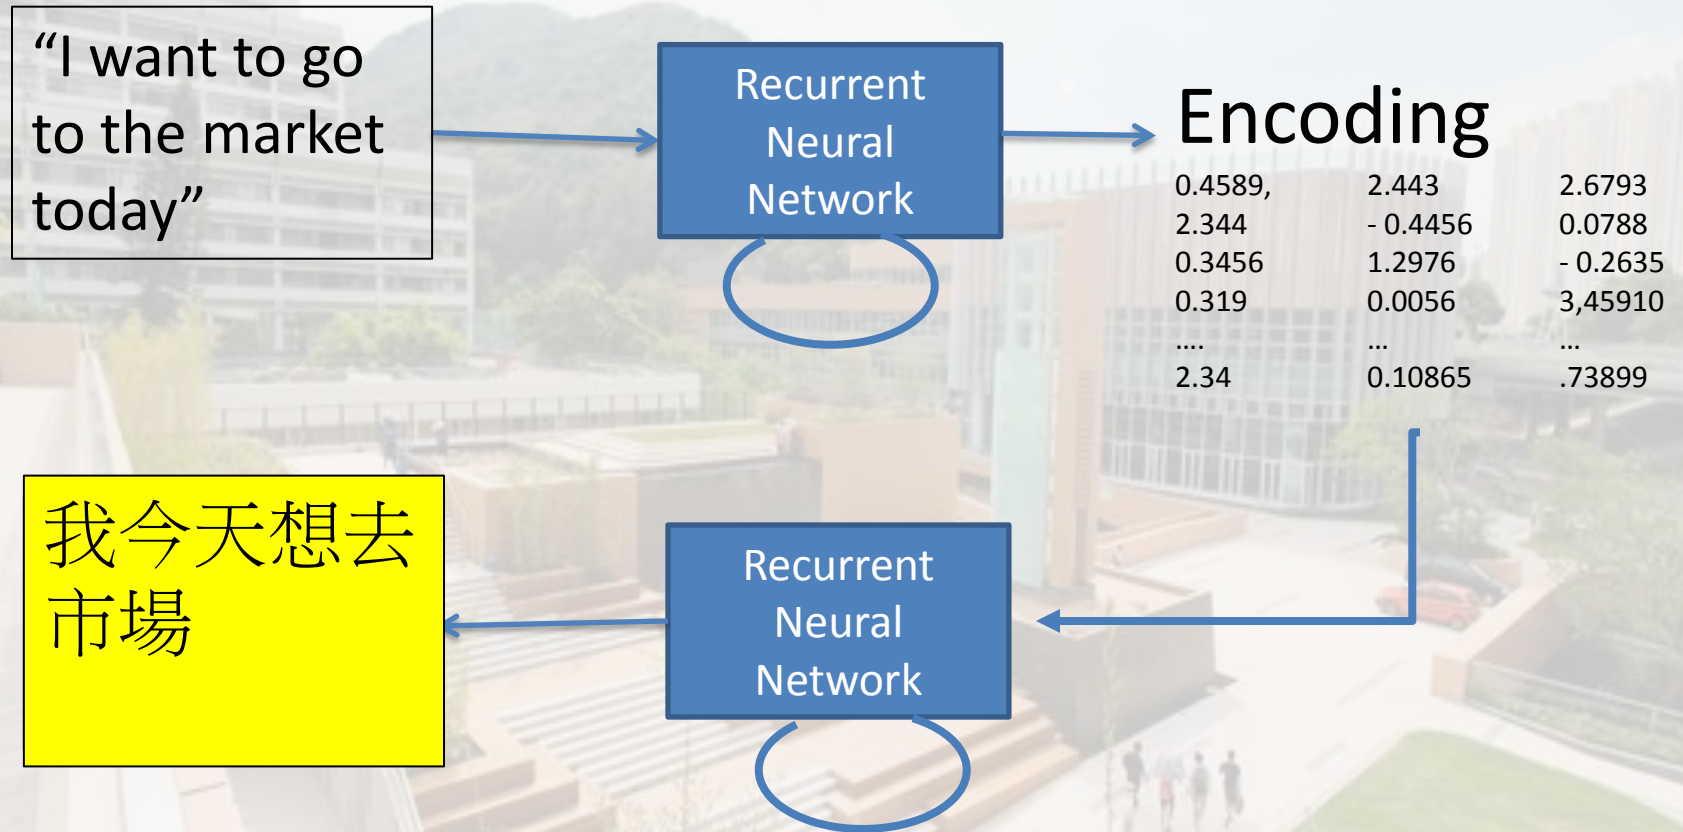 “I want to go
to the market
today”
Recurrent
Neural
Network
Encoding
0.4589, 2.443 2.6793
2.344 - 0.4456 0.0788
0.3456 1.2976 - 0.2635
0.319 0.0056 3,45910
.... ... ...
2.34 0.10865 .73899
Recurrent
Neural
Network
我今天想去
市場